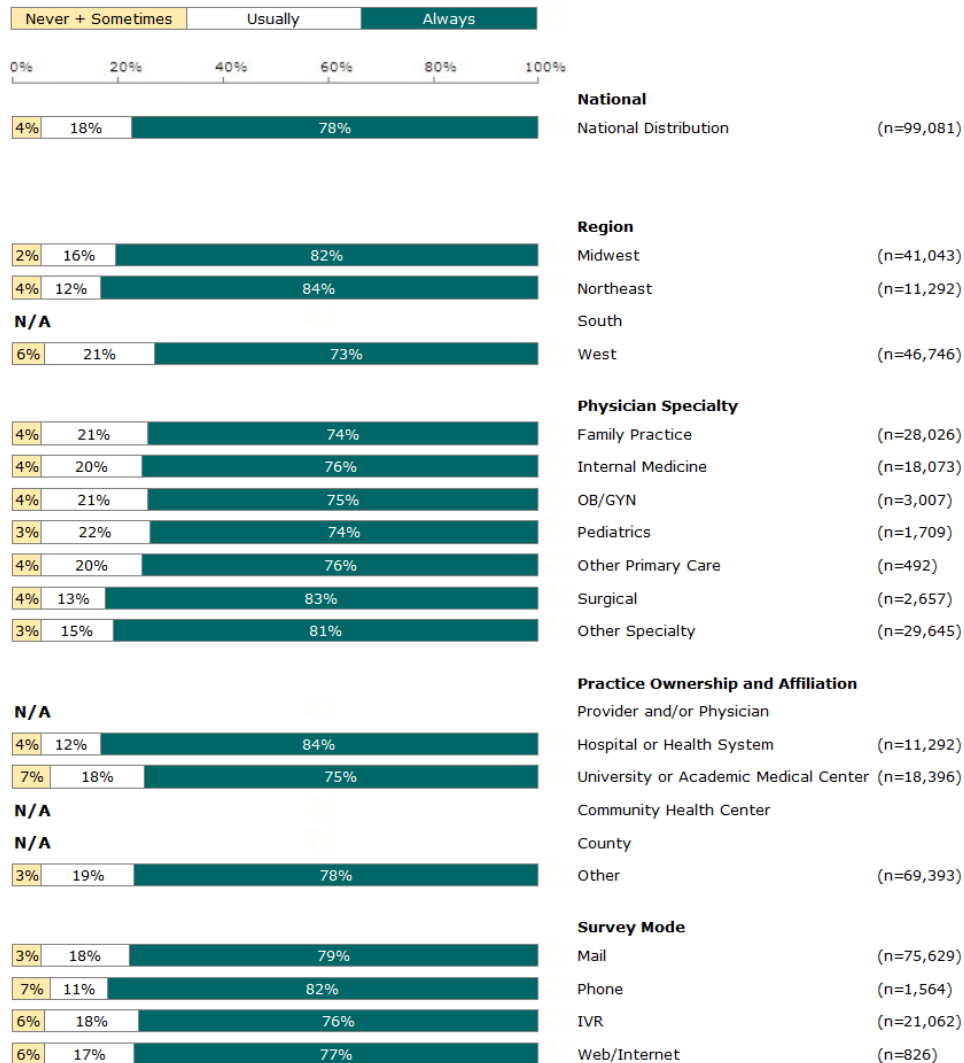 Never + Sometimes Usually Always
0% 20% 40% 60% 80% 100%
National
4% 18% 78% National Distribution (n=99,081)
Region
2% 16% 82% Midwest (n=41,043)
4% 12% 84% Northeast (n=11,292)
N/A South
6% 21% 73% West (n=46,746)
Physician Specialty
4% 21% 74% Family Practice (n=28,026)
4% 20% 76% Internal Medicine (n=18,073)
4% 21% 75% OB/GYN (n=3,007)
3% 22% 74% Pediatrics (n=1,709)
4% 20% 76% Other Primary Care (n=492)
4% 13% 83% Surgical (n=2,657)
3% 15% 81% Other Specialty (n=29,645)
Practice Ownership and Affiliation
N/A Provider and/or Physician
4% 12% 84% Hospital or Health System (n=11,292)
7% 18% 75% University or Academic Medical Center (n=18,396)
N/A Community Health Center
N/A County
3% 19% 78% Other (n=69,393)
Survey Mode
3% 18% 79% Mail (n=75,629)
7% 11% 82% Phone (n=1,564)
6% 18% 76% IVR (n=21,062)
6% 17% 77% Web/Internet (n=826)